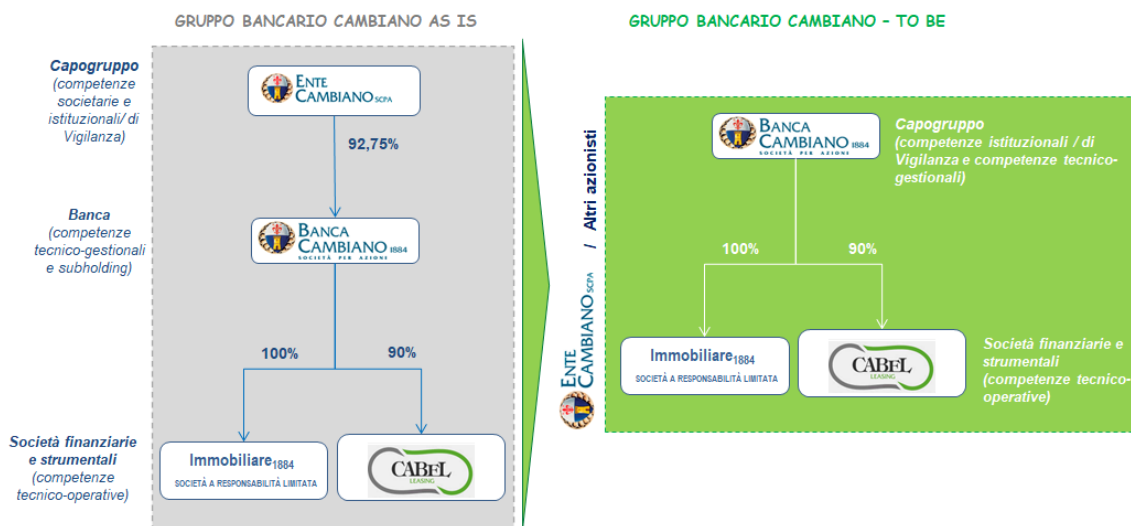 GRUPPO BANCARIO CAMBIANO AS IS
Capogruppo
(competenze
societarie e
istituzionali/ di
Vigilanza)
ENTE
CAMBIANO SCPA
92,75%
Banca
(competenze
tecnico-gestionali
e subholding)
BANCA
CAMBIANO 1884
SOCIETÀ PER AZIONI
100%
90%
Società finanziarie
e strumentali
(competenze
tecnico-operative)
Immobiliare1884
SOCIETÀ A RESPONSABILITÀ LIMITATA
CABEL
LEASING
GRUPPO BANCARIO CAMBIANO – TO BE
ENTE
CAMBIANO SCPA
/ Altri azionisti
BANCA
CAMBIANO 1884
SOCIETÀ PER AZIONI
Capogruppo
(competenze istituzionali / di
Vigilanza e competenze tecnico-
gestionali)
100%
90%
Immobiliare1884
SOCIETÀ A RESPONSABILITÀ LIMITATA
CABEL
LEASING
Società finanziarie e
strumentali
(competenze tecnico-
operative)